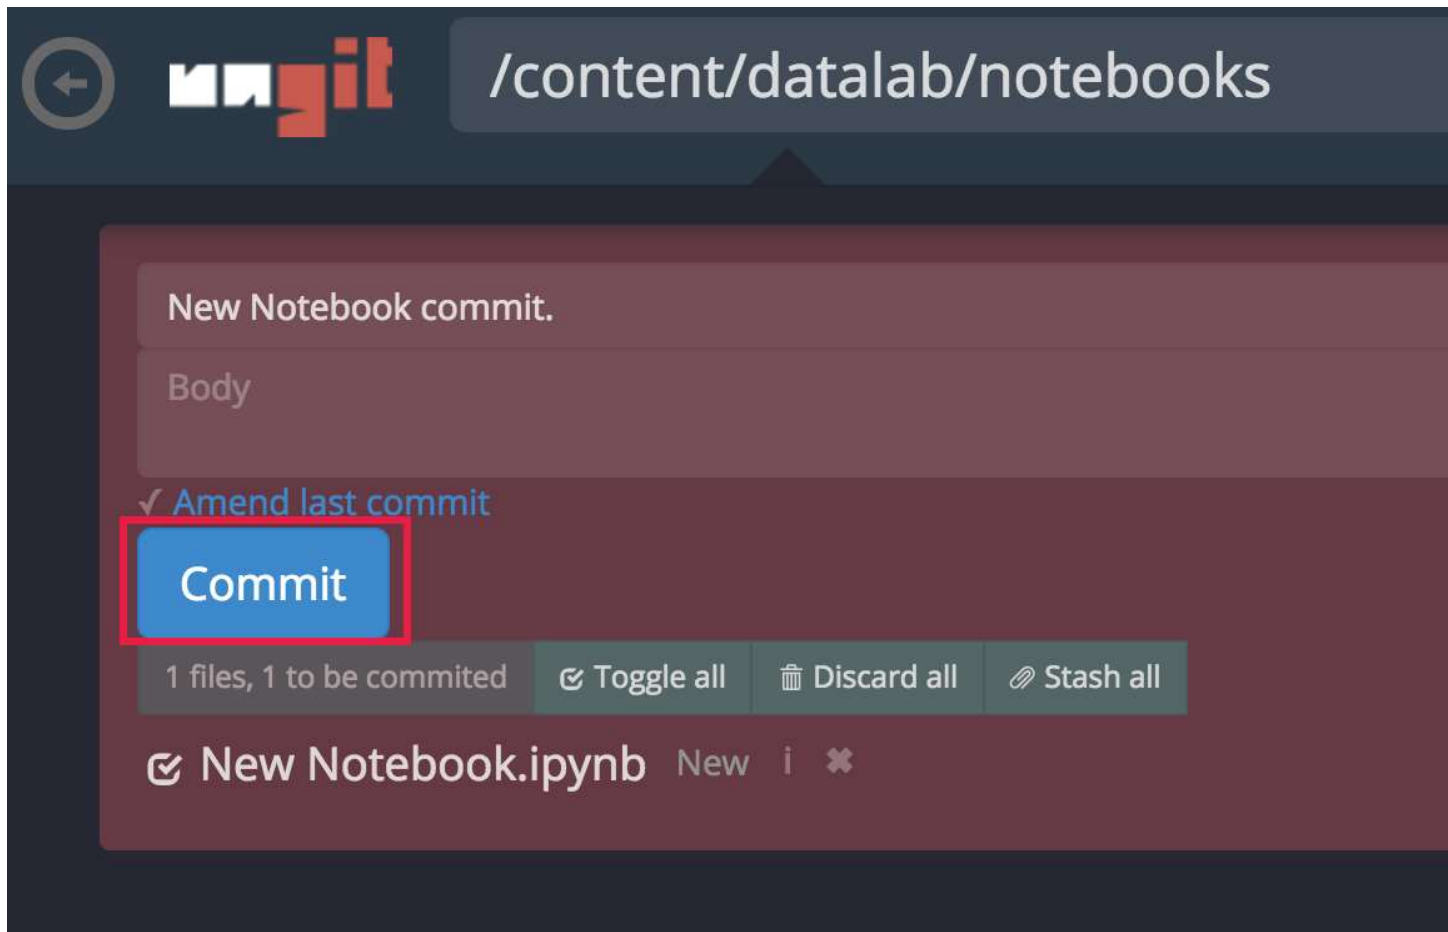 ungit /content/datalab/notebooks
New Notebook commit.
Body
✓ Amend last commit
Commit
1 files, 1 to be commited Toggle all Discard all Stash all
New Notebook.ipynb New i ✖